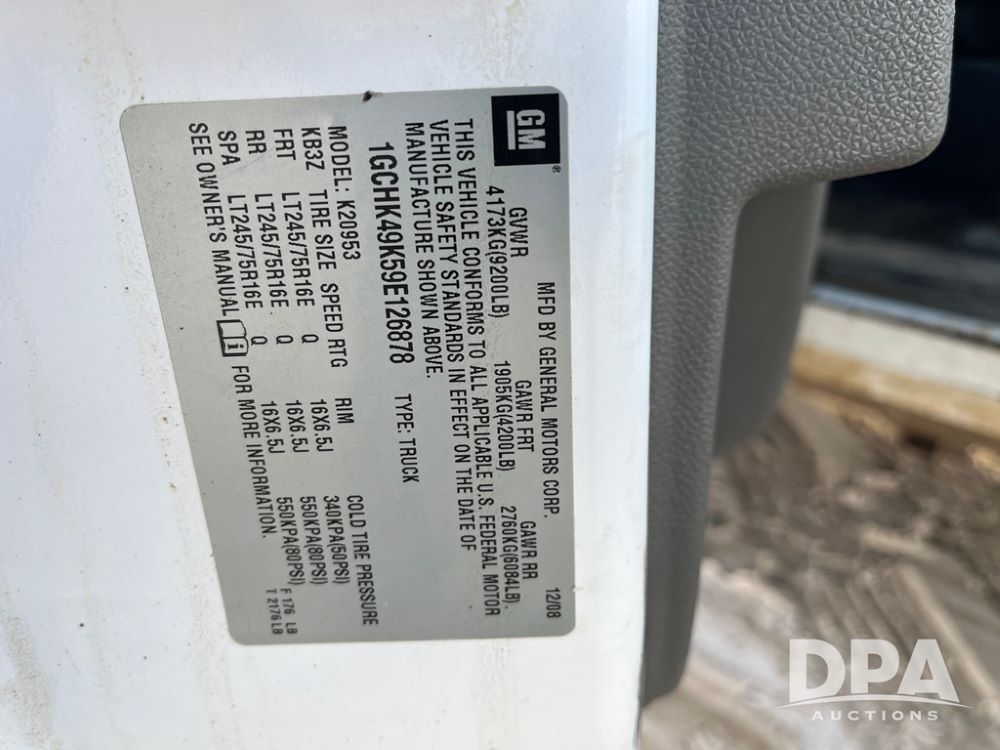 GM®
MFD BY GENERAL MOTORS CORP. 12/08
GVWR GAWR FRT GAWR RR
4173KG(9200LB) 1905KG(4200LB) 2760KG(6084LB).
THIS VEHICLE CONFORMS TO ALL APPLICABLE U.S. FEDERAL MOTOR
VEHICLE SAFETY STANDARDS IN EFFECT ON THE DATE OF
MANUFACTURE SHOWN ABOVE.
1GCHK49K59E126878 TYPE: TRUCK
MODEL: K20953
KB3Z TIRE SIZE SPEED RTG RIM COLD TIRE PRESSURE
FRT LT245/75R16E Q 16X6.5J 340KPA(50PSI)
RR LT245/75R16E Q 16X6.5J 550KPA(80PSI)
SPA LT245/75R16E Q 16X6.5J 550KPA(80PSI)
SEE OWNER'S MANUAL FOR MORE INFORMATION.
F 176 LB
T 2176 LB
DPA
AUCTIONS